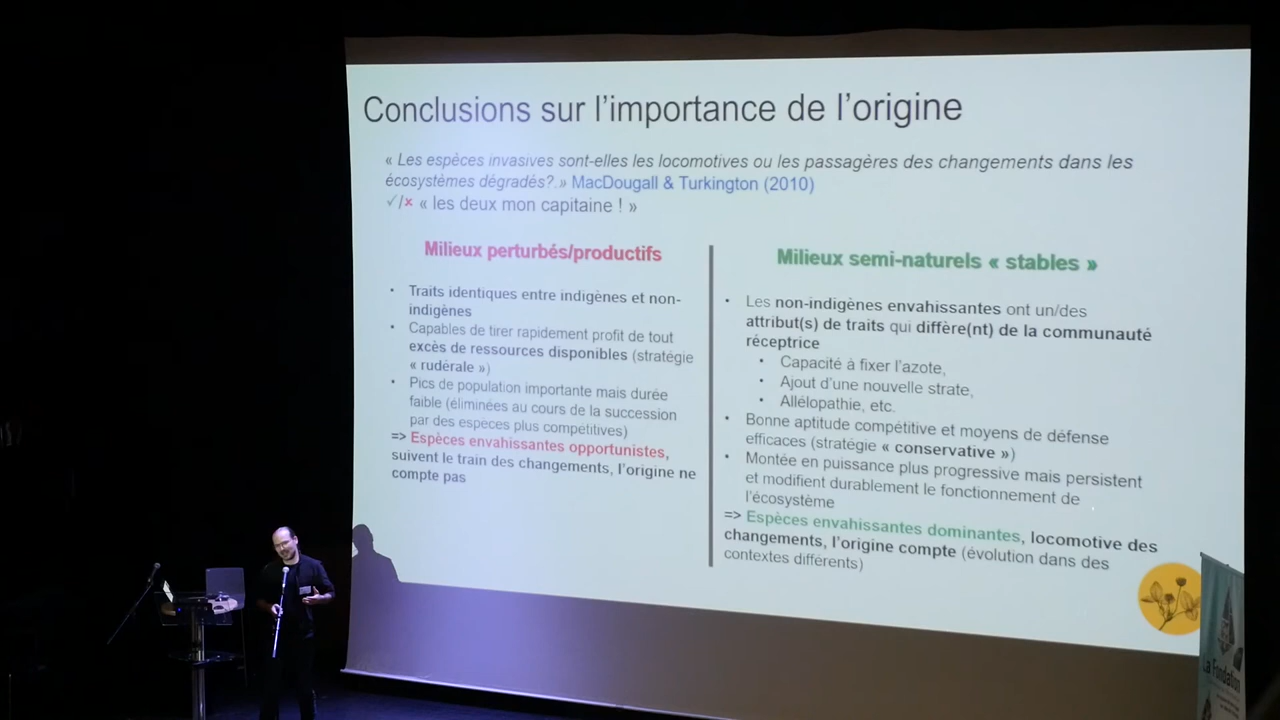 Conclusions sur l'importance de l'origine
« Les espèces invasives sont-elles les locomotives ou les passagères des changements dans les
écosystèmes dégradés?.» MacDougall & Turkington (2010)
✓/× « les deux mon capitaine ! »
Milieux perturbés/productifs
• Traits identiques entre indigènes et non-
indigènes
• Capables de tirer rapidement profit de tout
excès de ressources disponibles (stratégie
« rudérale »)
• Pics de population importante mais durée
faible (éliminées au cours de la succession
par des espèces plus compétitives)
=> Espèces envahissantes opportunistes,
suivent le train des changements, l'origine ne
compte pas
Milieux semi-naturels « stables »
• Les non-indigènes envahissantes ont un/des
attribut(s) de traits qui diffère(nt) de la communauté
réceptrice
• Capacité à fixer l'azote,
• Ajout d'une nouvelle strate,
• Allélopathie, etc.
• Bonne aptitude compétitive et moyens de défense
efficaces (stratégie « conservative »)
• Montée en puissance plus progressive mais persistent
et modifient durablement le fonctionnement de
l'écosystème
=> Espèces envahissantes dominantes, locomotive des
changements, l'origine compte (évolution dans des
contextes différents)
La Fondation